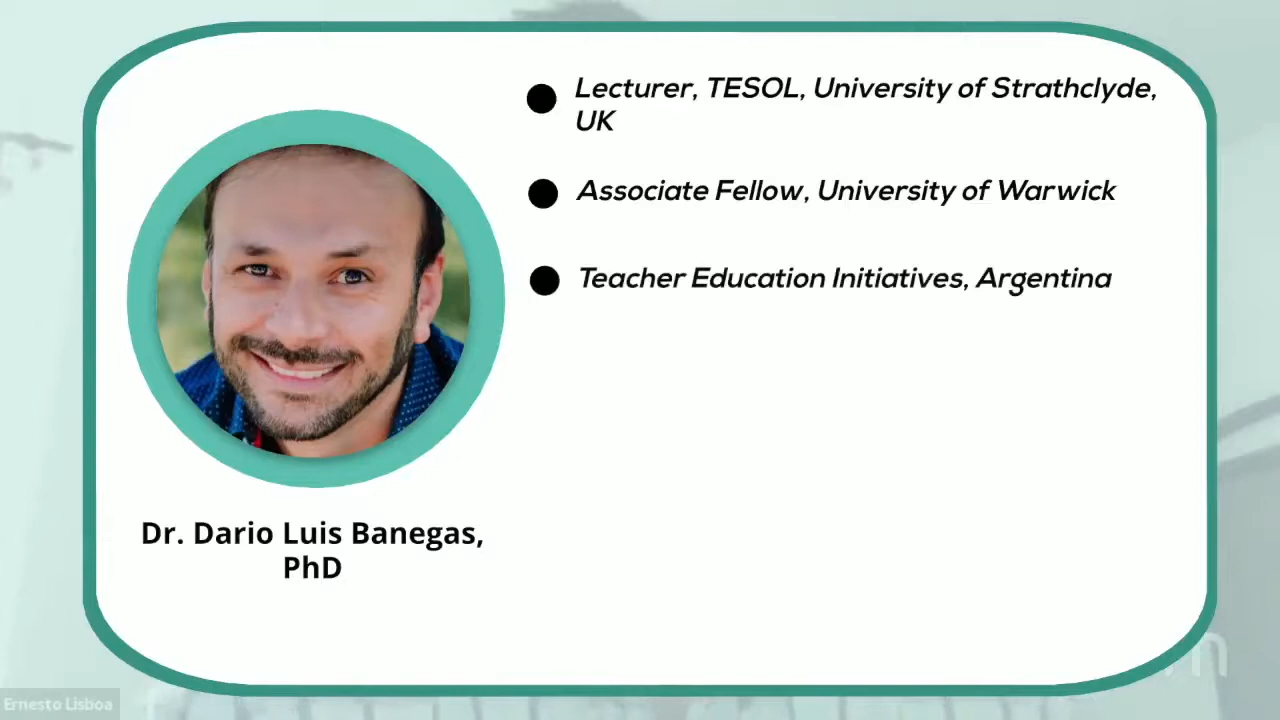 Lecturer, TESOL, University of Strathclyde,
UK
Associate Fellow, University of Warwick
Teacher Education Initiatives, Argentina
Dr. Dario Luis Banegas,
PhD
Ernesto Lisboa